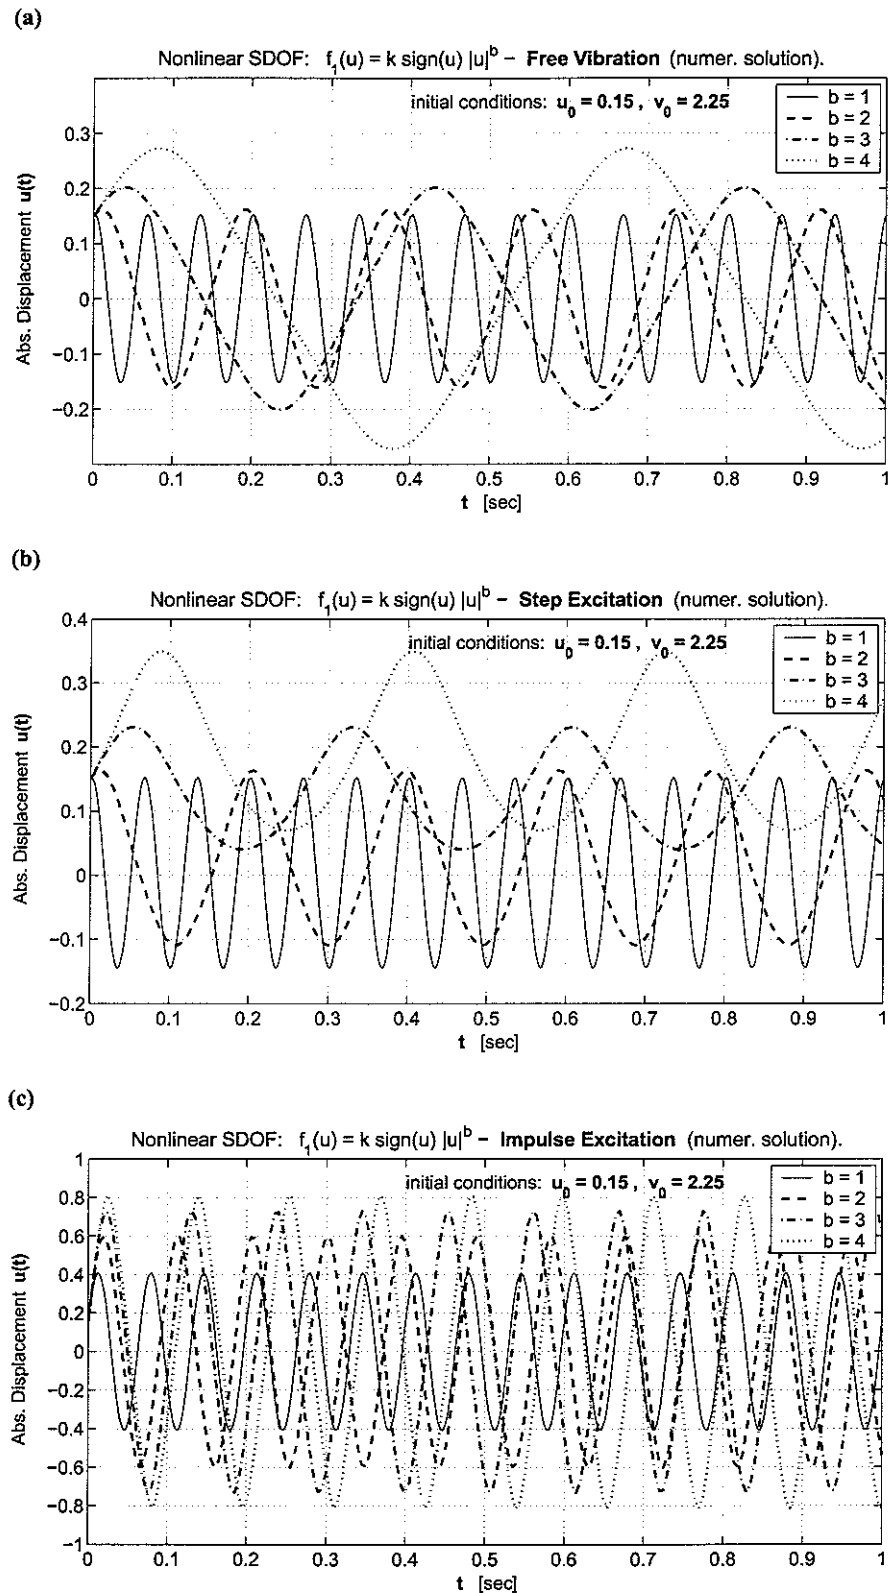 (a)
Nonlinear SDOF: f₁(u) = k sign(u) |u|ᵇ − Free Vibration (numer. solution).
initial conditions: u₀ = 0.15 , v₀ = 2.25
b = 1
b = 2
b = 3
b = 4
Abs. Displacement u(t)
0.3
0.2
0.1
0
−0.1
−0.2
0 0.1 0.2 0.3 0.4 0.5 0.6 0.7 0.8 0.9 1
t [sec]
(b)
Nonlinear SDOF: f₁(u) = k sign(u) |u|ᵇ − Step Excitation (numer. solution).
initial conditions: u₀ = 0.15 , v₀ = 2.25
b = 1
b = 2
b = 3
b = 4
Abs. Displacement u(t)
0.4
0.3
0.2
0.1
0
−0.1
−0.2
0 0.1 0.2 0.3 0.4 0.5 0.6 0.7 0.8 0.9 1
t [sec]
(c)
Nonlinear SDOF: f₁(u) = k sign(u) |u|ᵇ − Impulse Excitation (numer. solution).
initial conditions: u₀ = 0.15 , v₀ = 2.25
b = 1
b = 2
b = 3
b = 4
Abs. Displacement u(t)
1
0.8
0.6
0.4
0.2
0
−0.2
−0.4
−0.6
−0.8
−1
0 0.1 0.2 0.3 0.4 0.5 0.6 0.7 0.8 0.9 1
t [sec]